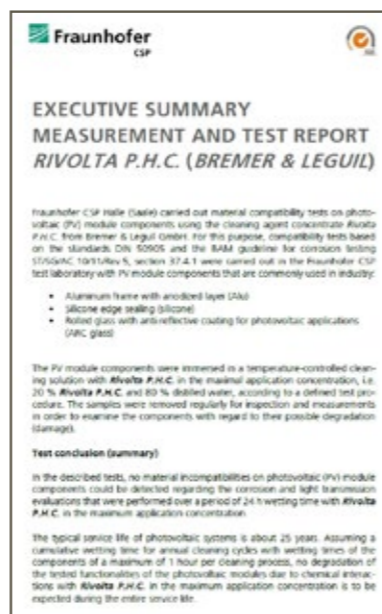 Fraunhofer
CSP
EXECUTIVE SUMMARY
MEASUREMENT AND TEST REPORT
RIVOLTA P.H.C. (BREMER & LEGUIL)
Fraunhofer CSP Halle (Saale) carried out material compatibility tests on photo-
voltaic (PV) module components using the cleaning agent concentrate Rivolta
P.H.C. from Bremer & Leguil GmbH. For this purpose, compatibility tests based
on the standards DIN 50905 and the BAM guideline for corrosion testing
section 37.4.1 were carried out in the Fraunhofer CSP
test laboratory with PV module components that are commonly used in industry:
• Aluminum frame with anodized layer (Alu)
• Silicone edge sealing (silicone)
• Rolled glass with anti-reflective coating for photovoltaic applications
(ARC glass)
The PV module components were immersed in a temperature-controlled clean-
ing solution with Rivolta P.H.C. in the maximal application concentration, i.e.
20 % Rivolta P.H.C. and 80 % distilled water, according to a defined test pro-
cedure. The samples were removed regularly for inspection and measurements
in order to examine the components with regard to their possible degradation
(damage).
Test conclusion (summary)
In the described tests, no material incompatibilities on photovoltaic (PV) module
components could be detected regarding the corrosion and light transmission
evaluations that were performed over a period of 24 h wetting time with Rivolta
P.H.C. in the maximum application concentration.
The typical service life of photovoltaic systems is about 25 years. Assuming a
cumulative wetting time for annual cleaning cycles with wetting times of the
components of a maximum of 1 hour per cleaning process, no degradation of
the tested functionalities of the photovoltaic modules due to chemical interac-
tions with Rivolta P.H.C. in the maximum application concentration is to be
expected during the entire service life.